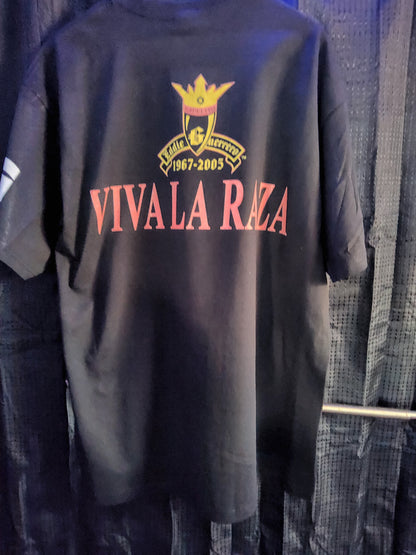 G
Eddie Guerrero
1967-2005
VIVA LA RAZA